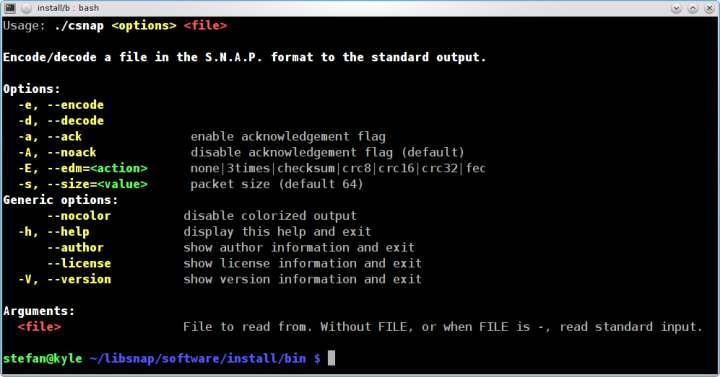 install/b : bash
Usage: ./csnap <options> <file>
Encode/decode a file in the S.N.A.P. format to the standard output.
Options:
-e, --encode
-d, --decode
-a, --ack enable acknowledgement flag
-A, --noack disable acknowledgement flag (default)
-E, --edm=<action> none|3times|checksum|crc8|crc16|crc32|fec
-s, --size=<value> packet size (default 64)
Generic options:
--nocolor disable colorized output
-h, --help display this help and exit
--author show author information and exit
--license show license information and exit
-V, --version show version information and exit
Arguments:
<file> File to read from. Without FILE, or when FILE is -, read standard input.
stefan@kyle ~/libsnap/software/install/bin $